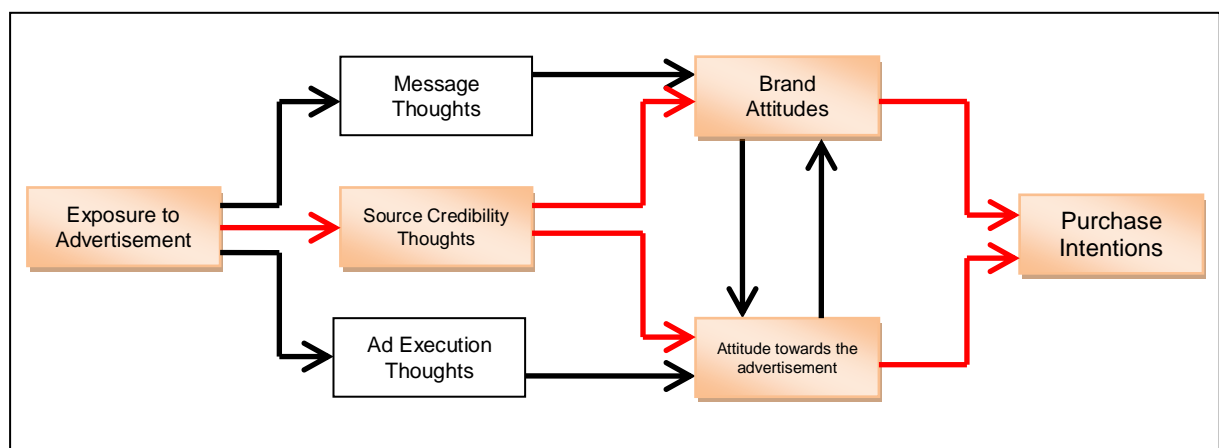 Message
Thoughts
Brand
Attitudes
Exposure to
Advertisement
Source Credibility
Thoughts
Purchase
Intentions
Ad Execution
Thoughts
Attitude towards the
advertisement